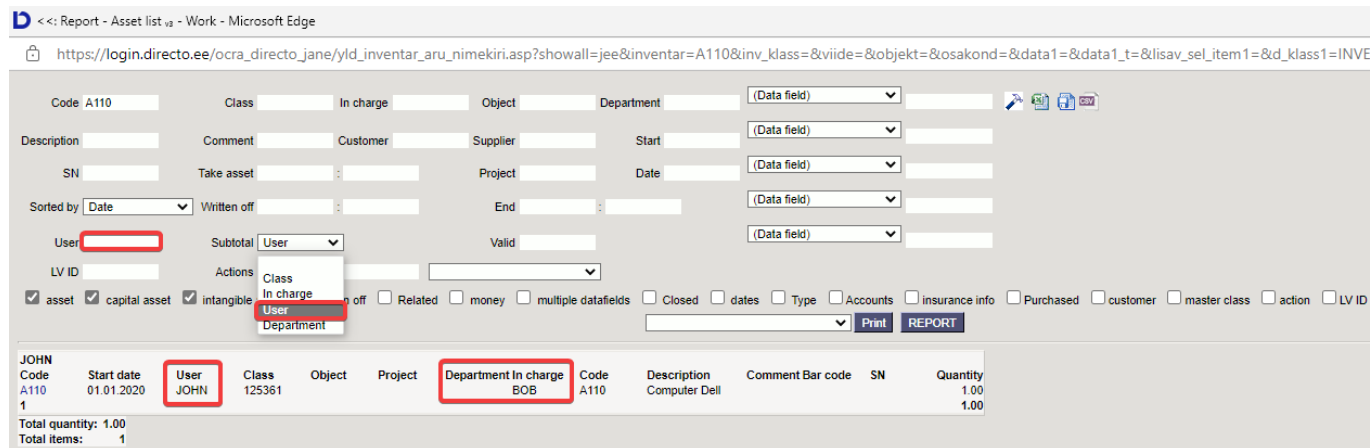 <<: Report - Asset list v3 - Work - Microsoft Edge
https://login.directo.ee/ocra_directo_jane/yld_inventar_aru_nimekiri.asp?showall=jee&inventar=A110&inv_klass=&viide=&objekt=&osakond=&data1=&data1_t=&lisav_sel_item1=&d_klass1=INVE
Code A110 Class In charge Object Department (Data field) CSV
Description Comment Customer Supplier Start (Data field)
SN Take asset : Project Date (Data field)
Sorted by Date Written off : End : (Data field)
User Subtotal User Valid (Data field)
LV ID Actions
Class
In charge
User
Department
asset capital asset intangible n off Related money multiple datafields Closed dates Type Accounts insurance info Purchased customer master class action LV ID
Print REPORT
JOHN
Code Start date User Class Object Project Department In charge Code Description Comment Bar code SN Quantity
A110 01.01.2020 JOHN 125361 BOB A110 Computer Dell 1.00
1 1.00
Total quantity: 1.00
Total items: 1